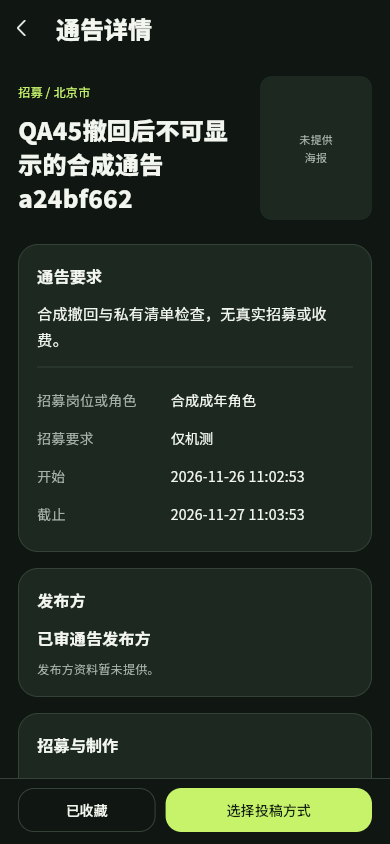 通告详情
招募 / 北京市
QA45撤回后不可显
示的合成通告
a24bf662
未提供
海报
通告要求
合成撤回与私有清单检查，无真实招募或收
费。
招募岗位或角色 合成成年角色
招募要求 仅机测
开始 2026-11-26 11:02:53
截止 2026-11-27 11:03:53
发布方
已审通告发布方
发布方资料暂未提供。
招募与制作
已收藏 选择投稿方式